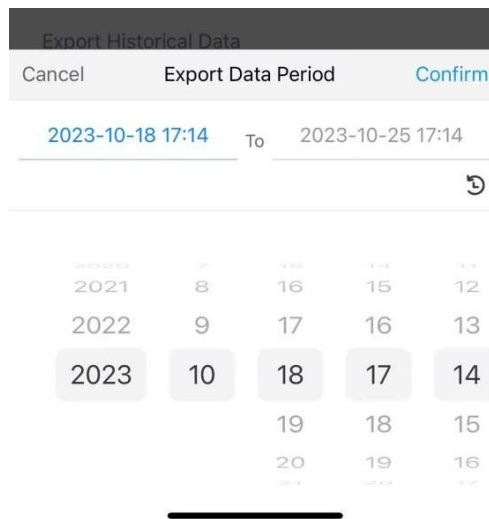 Export Historical Data
Cancel Export Data Period Confirm
2023-10-18 17:14 To 2023-10-25 17:14
2021 8 16 15 12
2022 9 17 16 13
2023 10 18 17 14
19 18 15
20 19 16